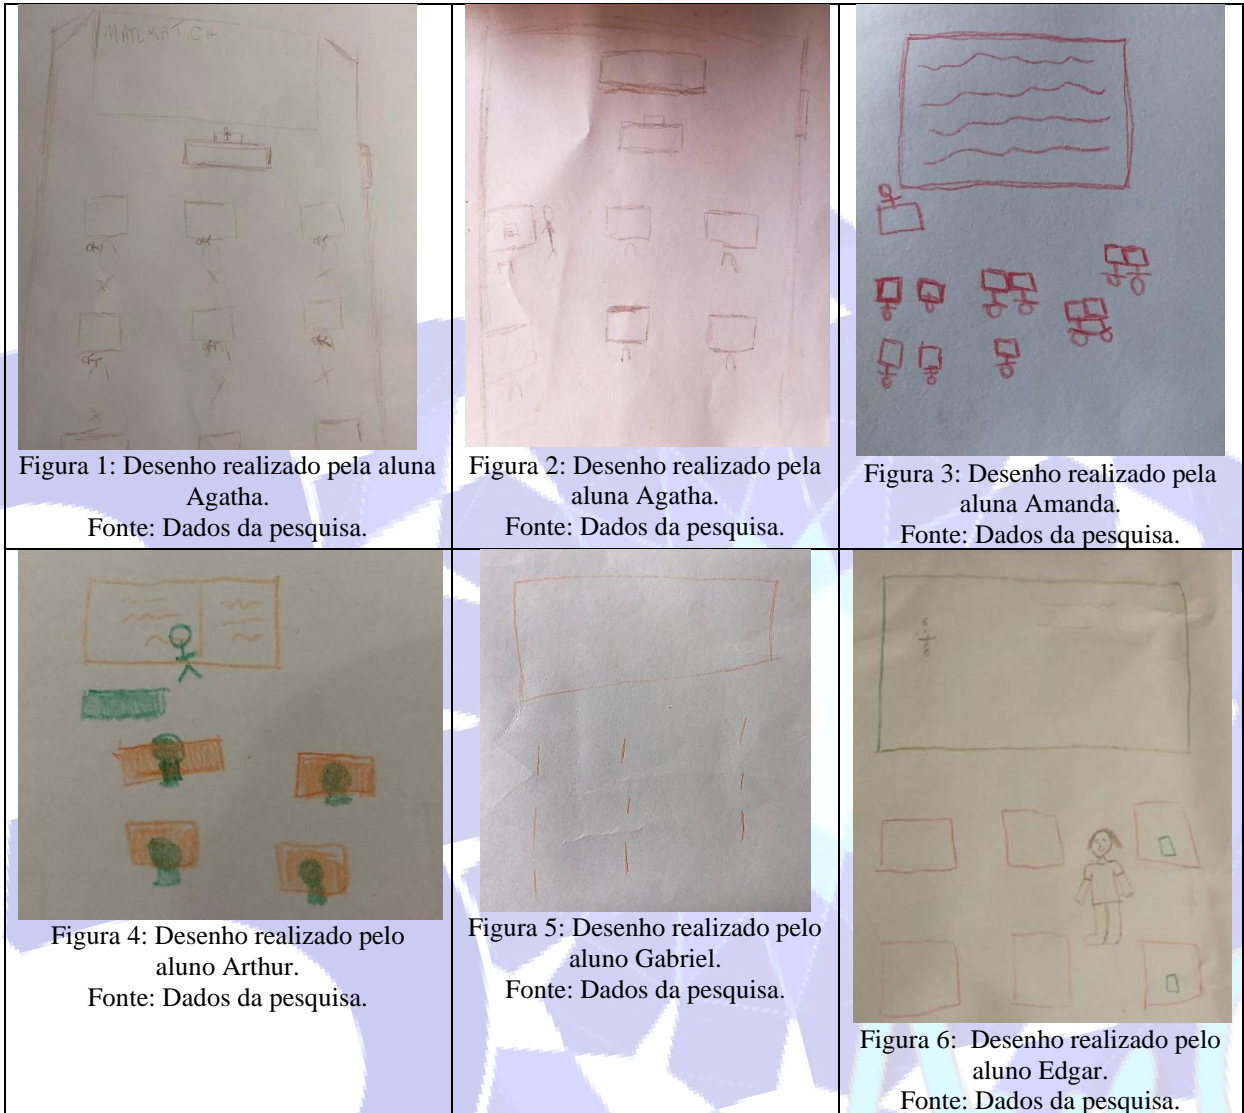 MATEMÁTICA
Figura 1: Desenho realizado pela aluna
Agatha.
Fonte: Dados da pesquisa.
Figura 2: Desenho realizado pela
aluna Agatha.
Fonte: Dados da pesquisa.
Figura 3: Desenho realizado pela
aluna Amanda.
Fonte: Dados da pesquisa.
Figura 4: Desenho realizado pelo
aluno Arthur.
Fonte: Dados da pesquisa.
Figura 5: Desenho realizado pelo
aluno Gabriel.
Fonte: Dados da pesquisa.
Figura 6: Desenho realizado pelo
aluno Edgar.
Fonte: Dados da pesquisa.